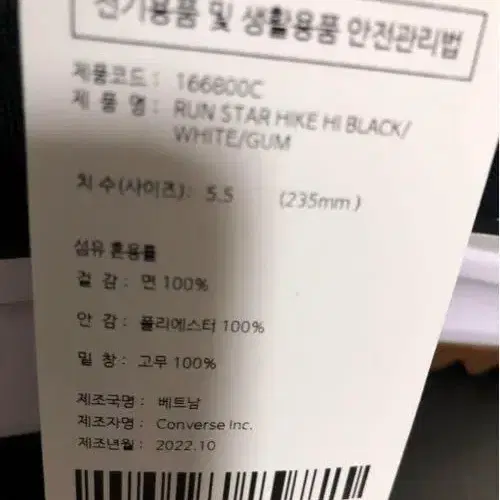 전기용품 및 생활용품 안전관리법
제품코드 : 166800C
제 품 명 : RUN STAR HIKE HI BLACK/
WHITE/GUM
치 수(사이즈): 5.5 (235mm)
섬유 혼용률
겉 감 : 면 100%
안 감 : 폴리에스터 100%
밑 창 : 고무 100%
제조국명 : 베트남
제조자명 : Converse Inc.
제조년월 : 2022.10